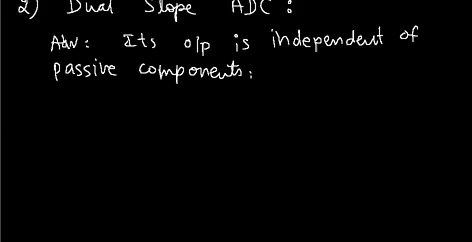 2) Dual Slope ADC :
Adv : Its o/p is independent of
passive components.